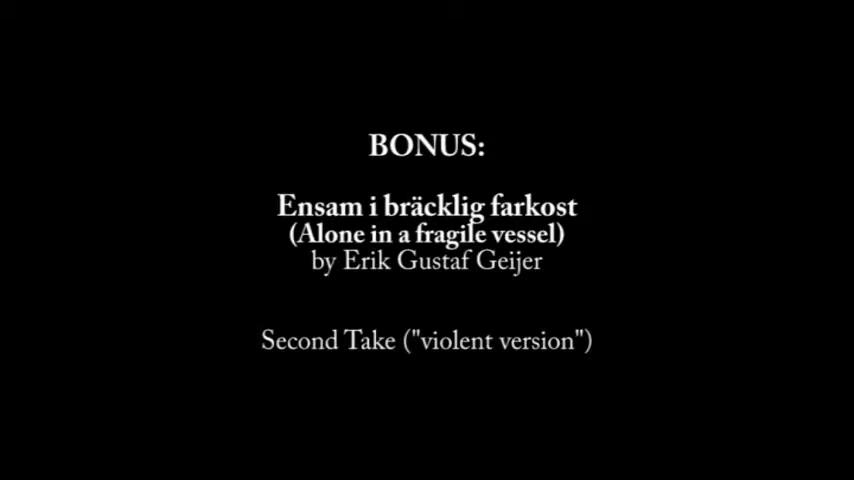 BONUS:
Ensam i bräcklig farkost
(Alone in a fragile vessel)
by Erik Gustaf Geijer
Second Take ("violent version")